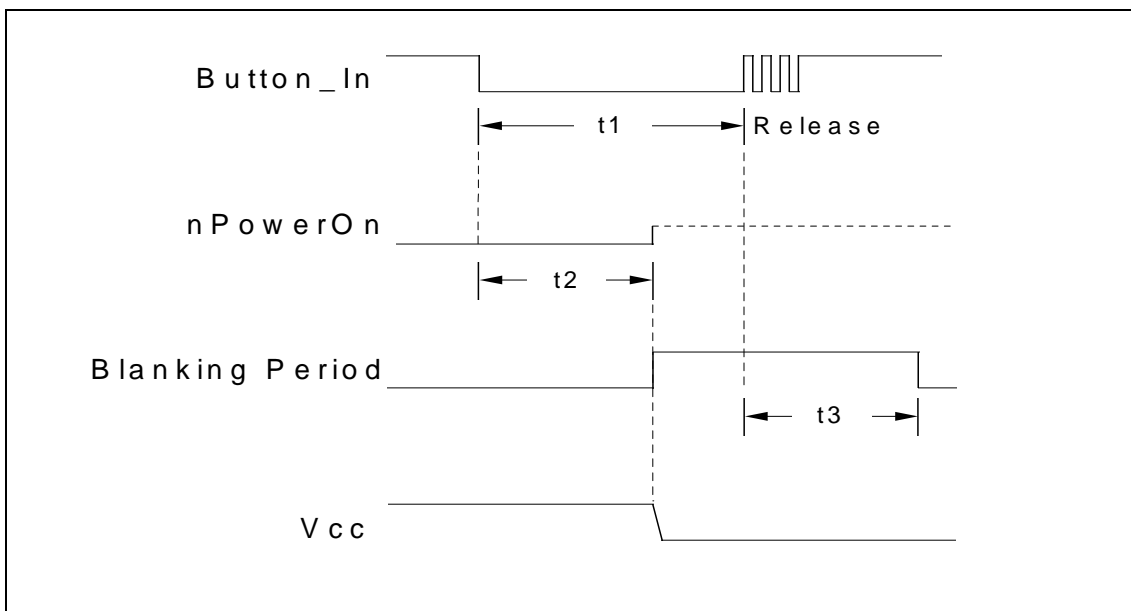 Button_In
t1
Release
nPowerOn
t2
Blanking Period
t3
Vcc